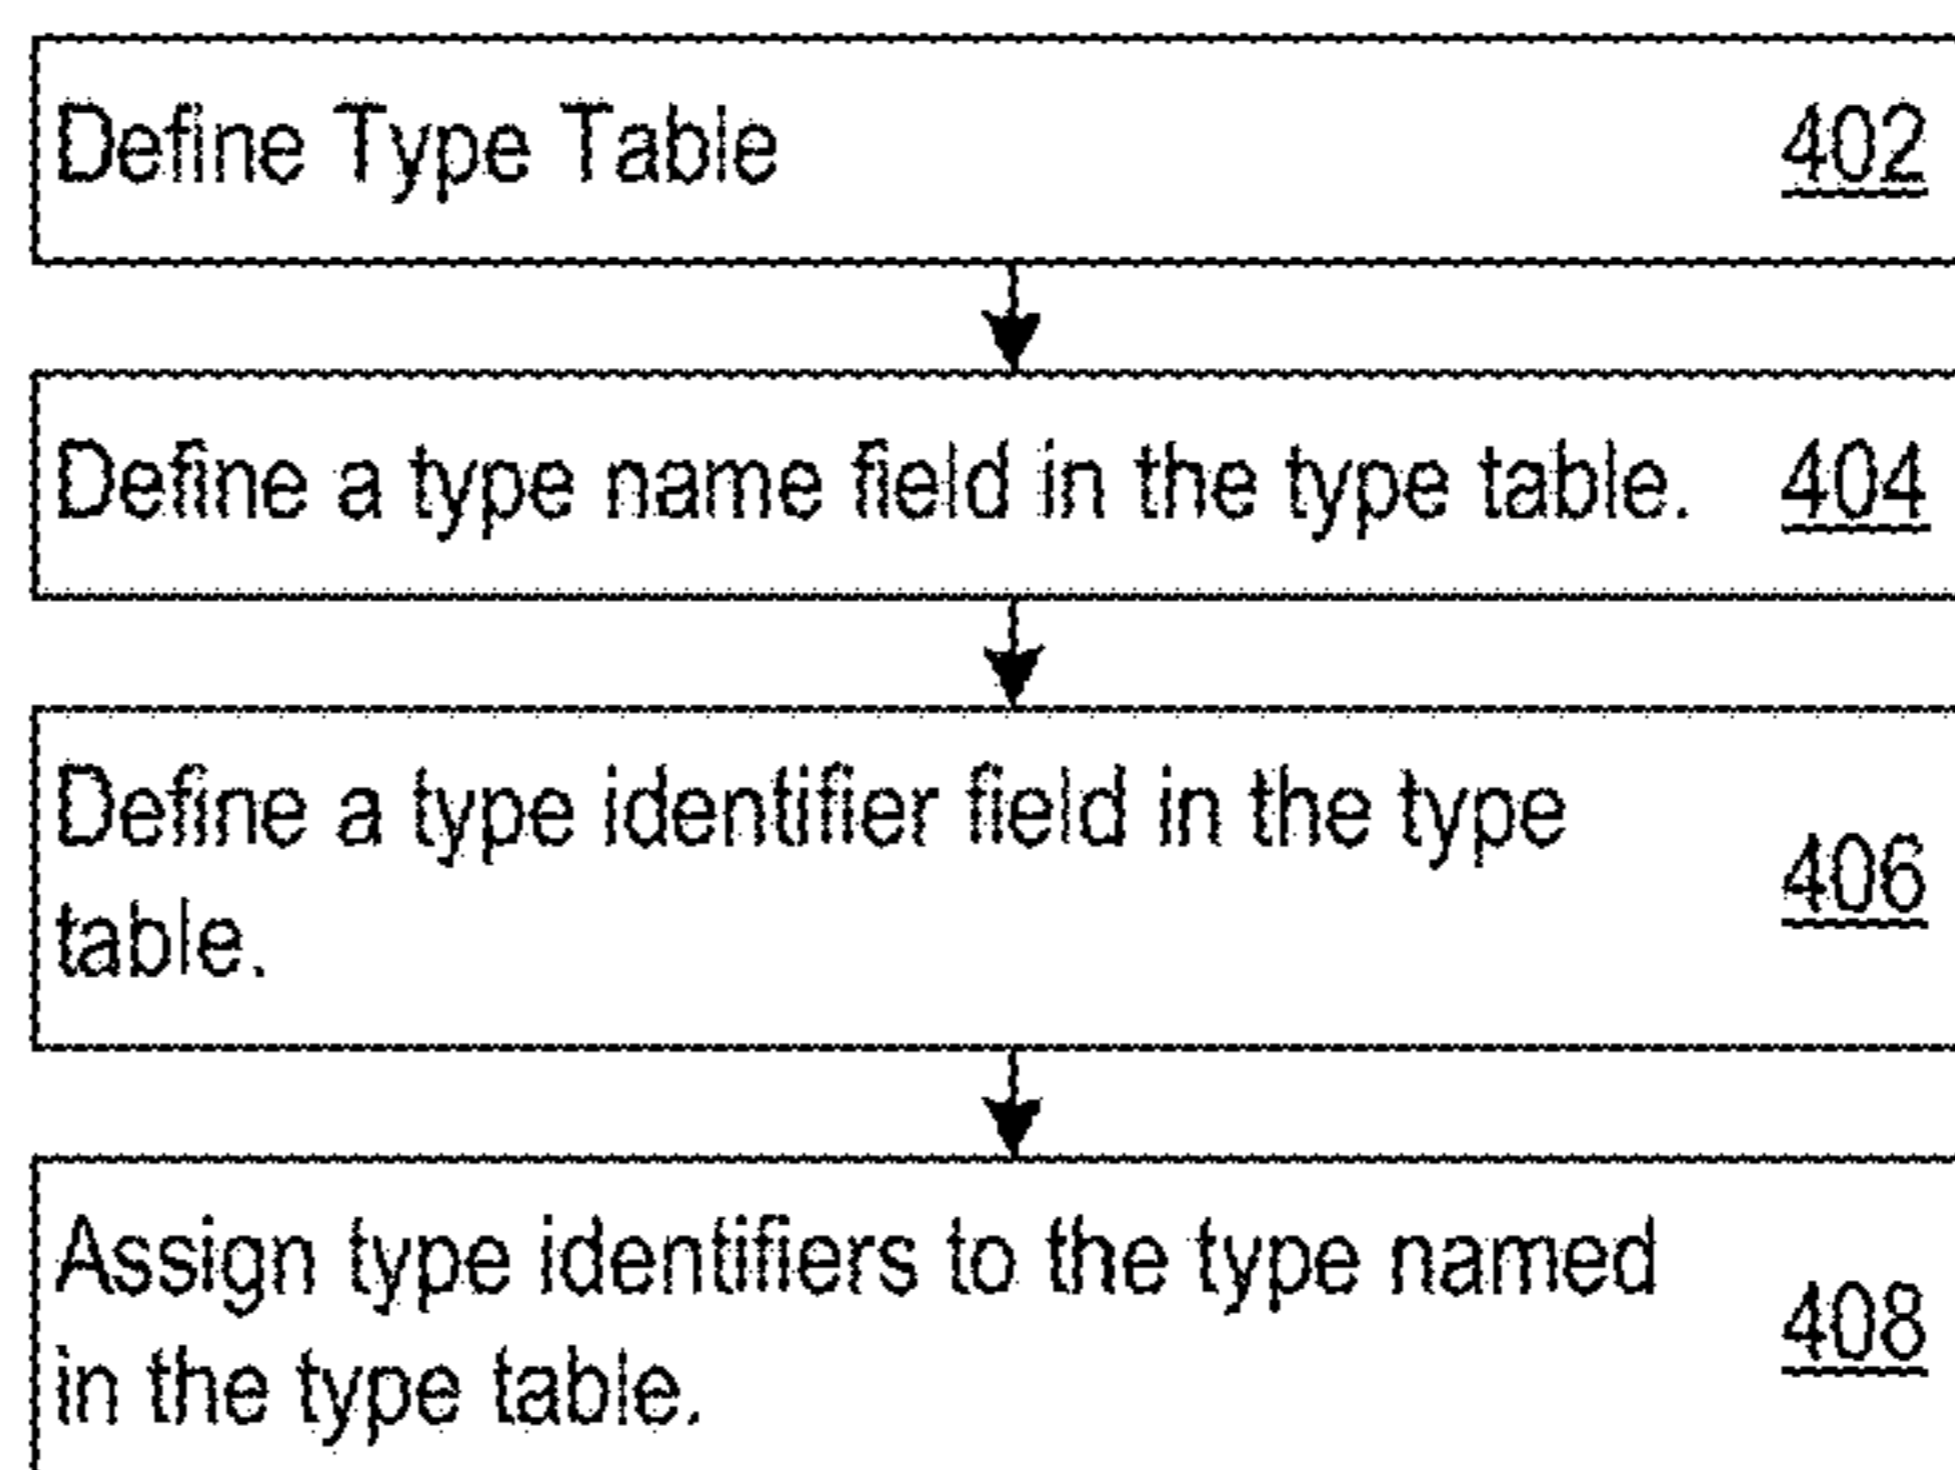 Define Type Table 402
Define a type name field in the type table. 404
Define a type identifier field in the type
table. 406
Assign type identifiers to the type named
in the type table. 408